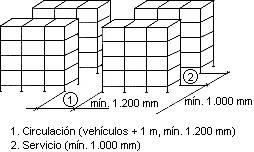 1
2
mín. 1.200 mm
mín. 1.000 mm
1. Circulación (vehículos + 1 m, mín. 1.200 mm)
2. Servicio (mín. 1.000 mm)